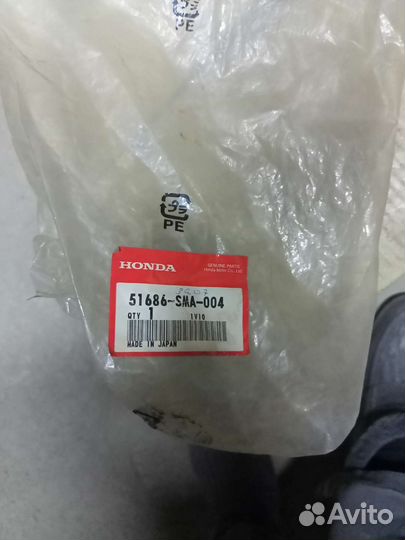 PE
PE
HONDA
GENUINE PARTS
Honda Motor Co., Ltd.
51686-SMA-004
QTY 1 1V10
MADE IN JAPAN
Avito